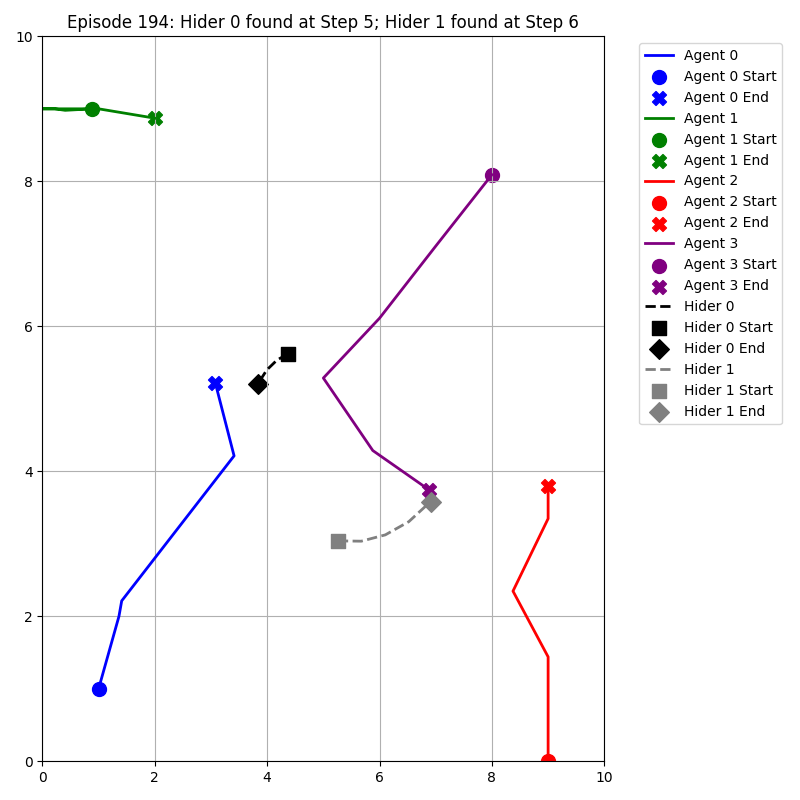 Episode 194: Hider 0 found at Step 5; Hider 1 found at Step 6
10
8
6
4
2
0
0 2 4 6 8 10
Agent 0
Agent 0 Start
Agent 0 End
Agent 1
Agent 1 Start
Agent 1 End
Agent 2
Agent 2 Start
Agent 2 End
Agent 3
Agent 3 Start
Agent 3 End
Hider 0
Hider 0 Start
Hider 0 End
Hider 1
Hider 1 Start
Hider 1 End